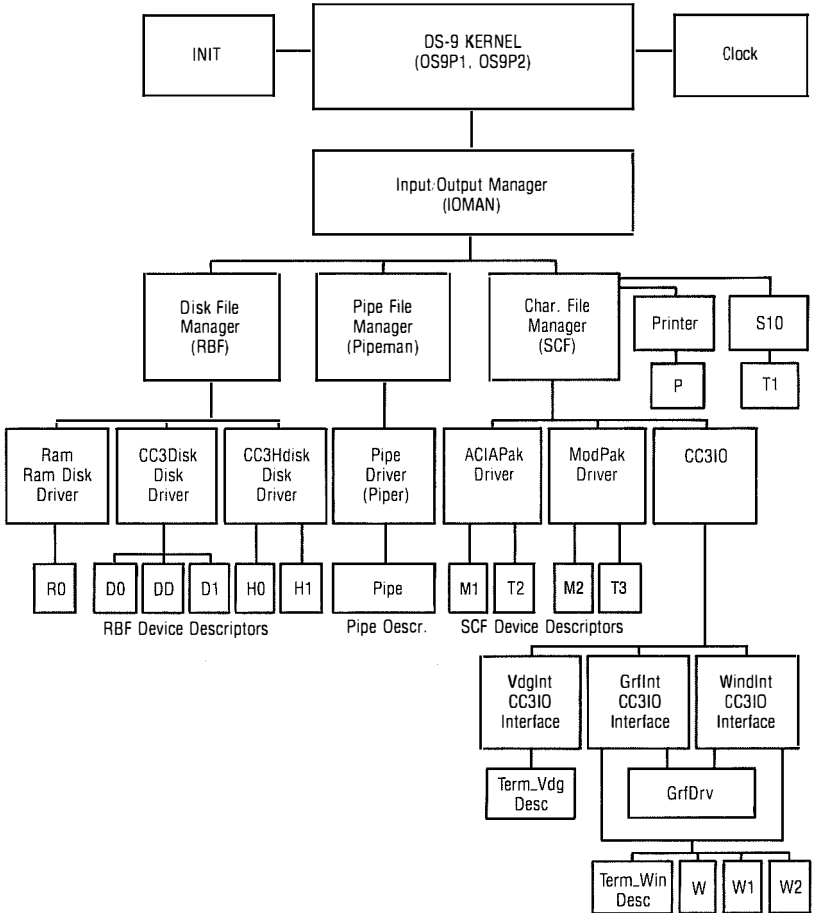 INIT
DS-9 KERNEL
(OS9P1, OS9P2)
Clock
Input/Output Manager
(IOMAN)
Disk File
Manager
(RBF)
Pipe File
Manager
(Pipeman)
Char. File
Manager
(SCF)
Printer
S10
P
T1
Ram
Ram Disk
Driver
CC3Disk
Disk
Driver
CC3Hdisk
Disk
Driver
Pipe
Driver
(Piper)
ACIAPak
Driver
ModPak
Driver
CC3IO
R0
D0
DD
D1
H0
H1
Pipe
M1
T2
M2
T3
RBF Device Descriptors
Pipe Oescr.
SCF Device Descriptors
VdgInt
CC3IO
Interface
GrfInt
CC3IO
Interface
WindInt
CC3IO
Interface
Term_Vdg
Desc
GrfDrv
Term_Win
Desc
W
W1
W2